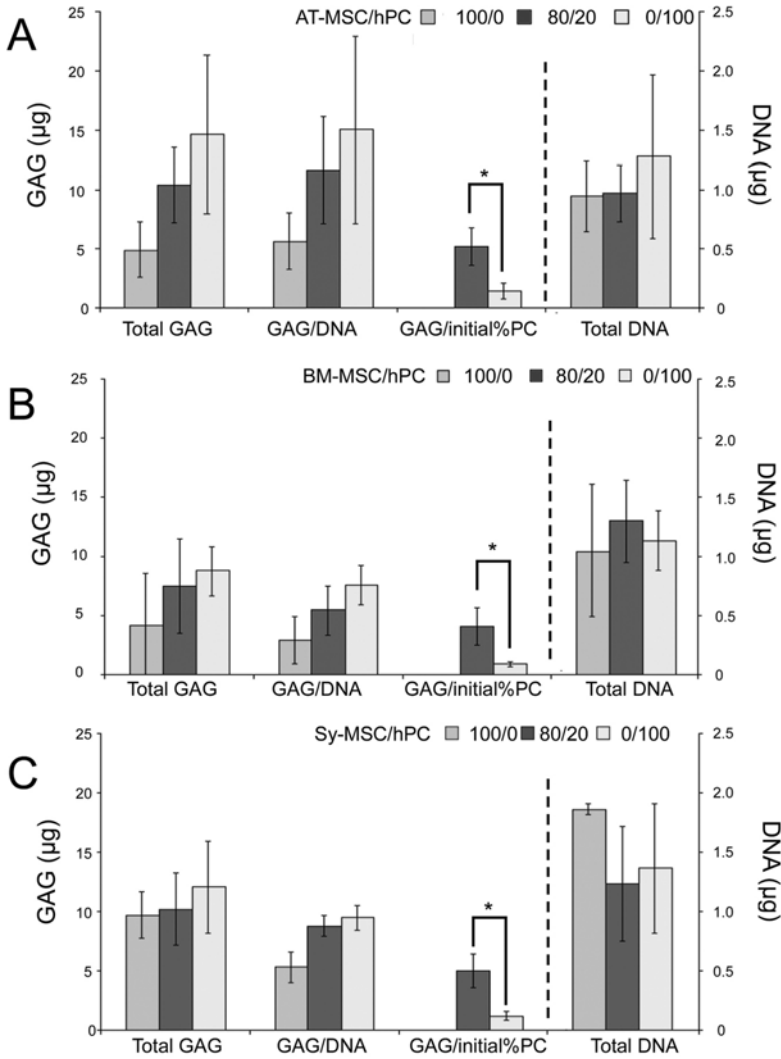 A
AT-MSC/hPC 100/0 80/20 0/100
25
20
15
10
5
0
GAG (µg)
2.5
2.0
1.5
1.0
0.5
0
DNA (µg)
*
Total GAG GAG/DNA GAG/initial%PC Total DNA
B
BM-MSC/hPC 100/0 80/20 0/100
25
20
15
10
5
0
GAG (µg)
2.5
2.0
1.5
1.0
0.5
0
DNA (µg)
*
Total GAG GAG/DNA GAG/initial%PC Total DNA
C
Sy-MSC/hPC 100/0 80/20 0/100
25
20
15
10
5
0
GAG (µg)
2.5
2.0
1.5
1.0
0.5
0
DNA (µg)
*
Total GAG GAG/DNA GAG/initial%PC Total DNA